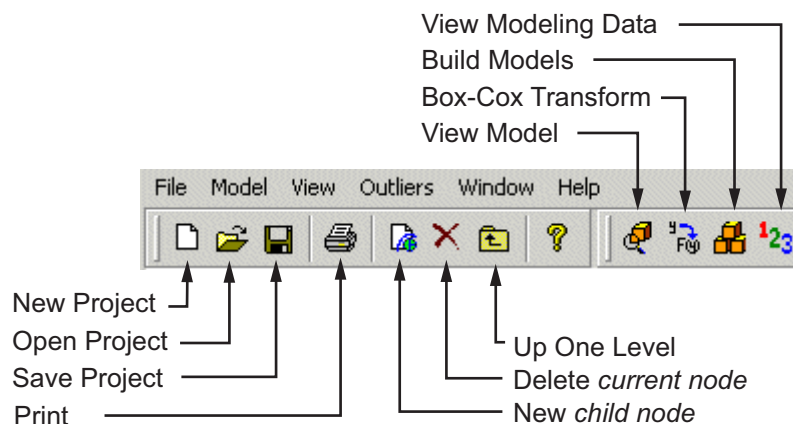 View Modeling Data
Build Models
Box-Cox Transform
View Model
File Model View Outliers Window Help
y F(y) 123
New Project
Open Project
Save Project
Print
Up One Level
Delete current node
New child node